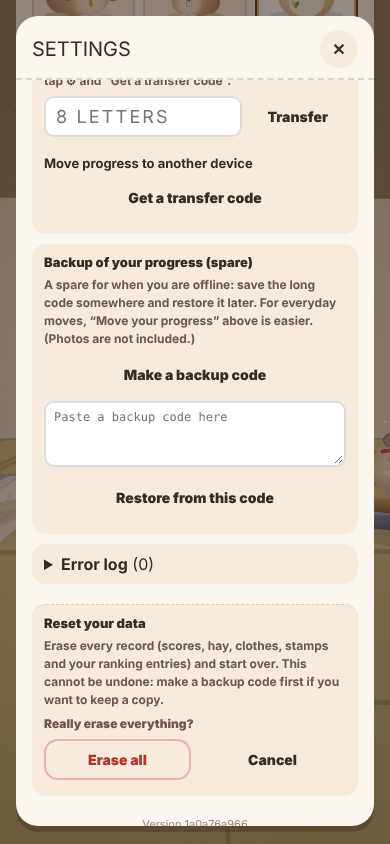 SETTINGS
tap ⚙ and "Get a transfer code".
8 LETTERS
Transfer
Move progress to another device
Get a transfer code
Backup of your progress (spare)
A spare for when you are offline: save the long
code somewhere and restore it later. For everyday
moves, “Move your progress” above is easier.
(Photos are not included.)
Make a backup code
Paste a backup code here
Restore from this code
Error log (0)
Reset your data
Erase every record (scores, hay, clothes, stamps
and your ranking entries) and start over. This
cannot be undone: make a backup code first if you
want to keep a copy.
Really erase everything?
Erase all
Cancel
Version 1a0a76a966